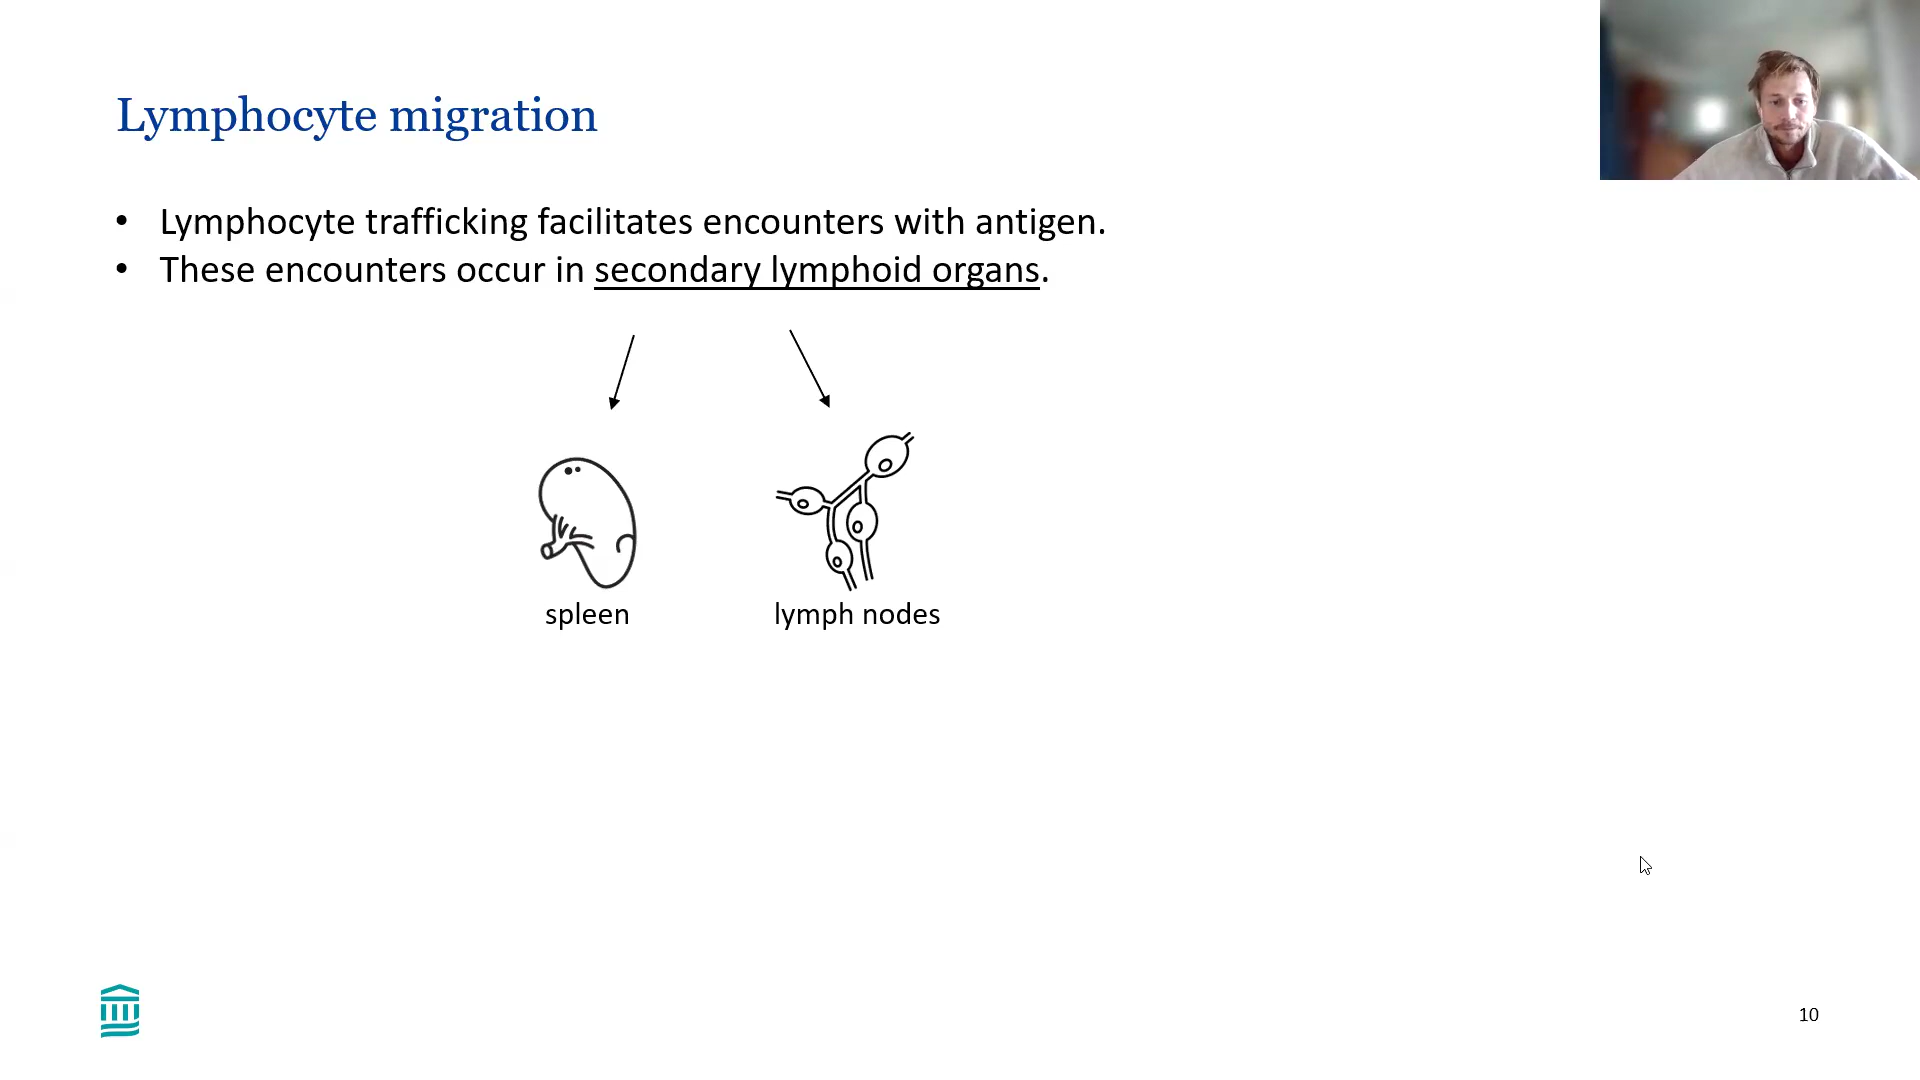 Lymphocyte migration
• Lymphocyte trafficking facilitates encounters with antigen.
• These encounters occur in secondary lymphoid organs.
spleen
lymph nodes
10